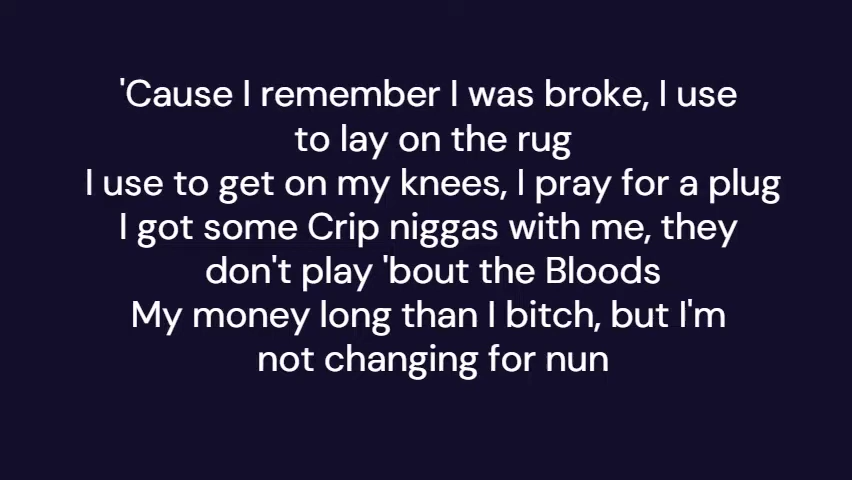 'Cause I remember I was broke, I use
to lay on the rug
I use to get on my knees, I pray for a plug
I got some Crip niggas with me, they
don't play 'bout the Bloods
My money long than I bitch, but I'm
not changing for nun